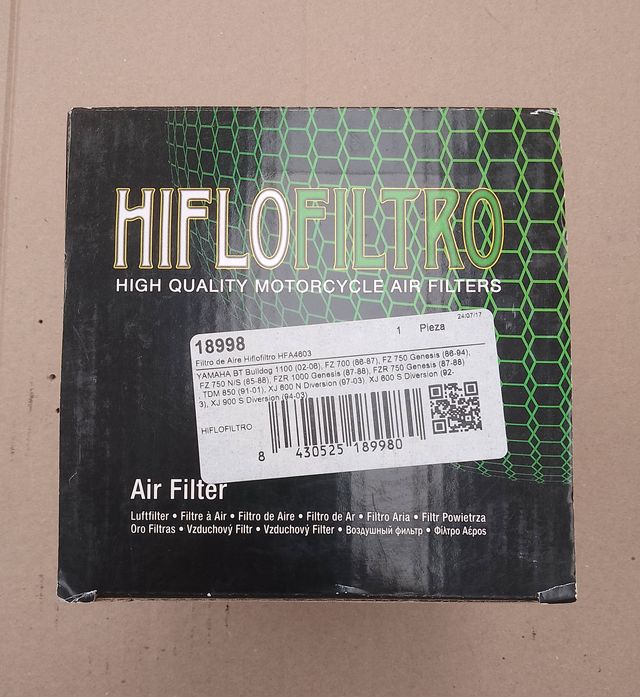 HIFLOFILTRO
HIGH QUALITY MOTORCYCLE AIR FILTERS
24/07/17
18998 1 Pieza
Filtro de Aire Hiflofiltro HFA4603
YAMAHA BT Bulldog 1100 (02-06), FZ 700 (86-87), FZ 750 Genesis (86-94),
FZ 750 N/S (85-88), FZR 1000 Genesis (87-88), FZR 750 Genesis (87-88)
, TDM 850 (91-01), XJ 600 N Diversion (97-03), XJ 600 S Diversion (92-
3), XJ 900 S Diversion (94-03)
HIFLOFILTRO
8 430525 189980
Air Filter
Luftfilter • Filtre à Air • Filtro de Aire • Filtro de Ar • Filtro Aria • Filtr Powietrza
Oro Filtras • Vzduchový Filtr • Vzduchový Filter • Воздушный фильтр • Φίλτρο Αέρος